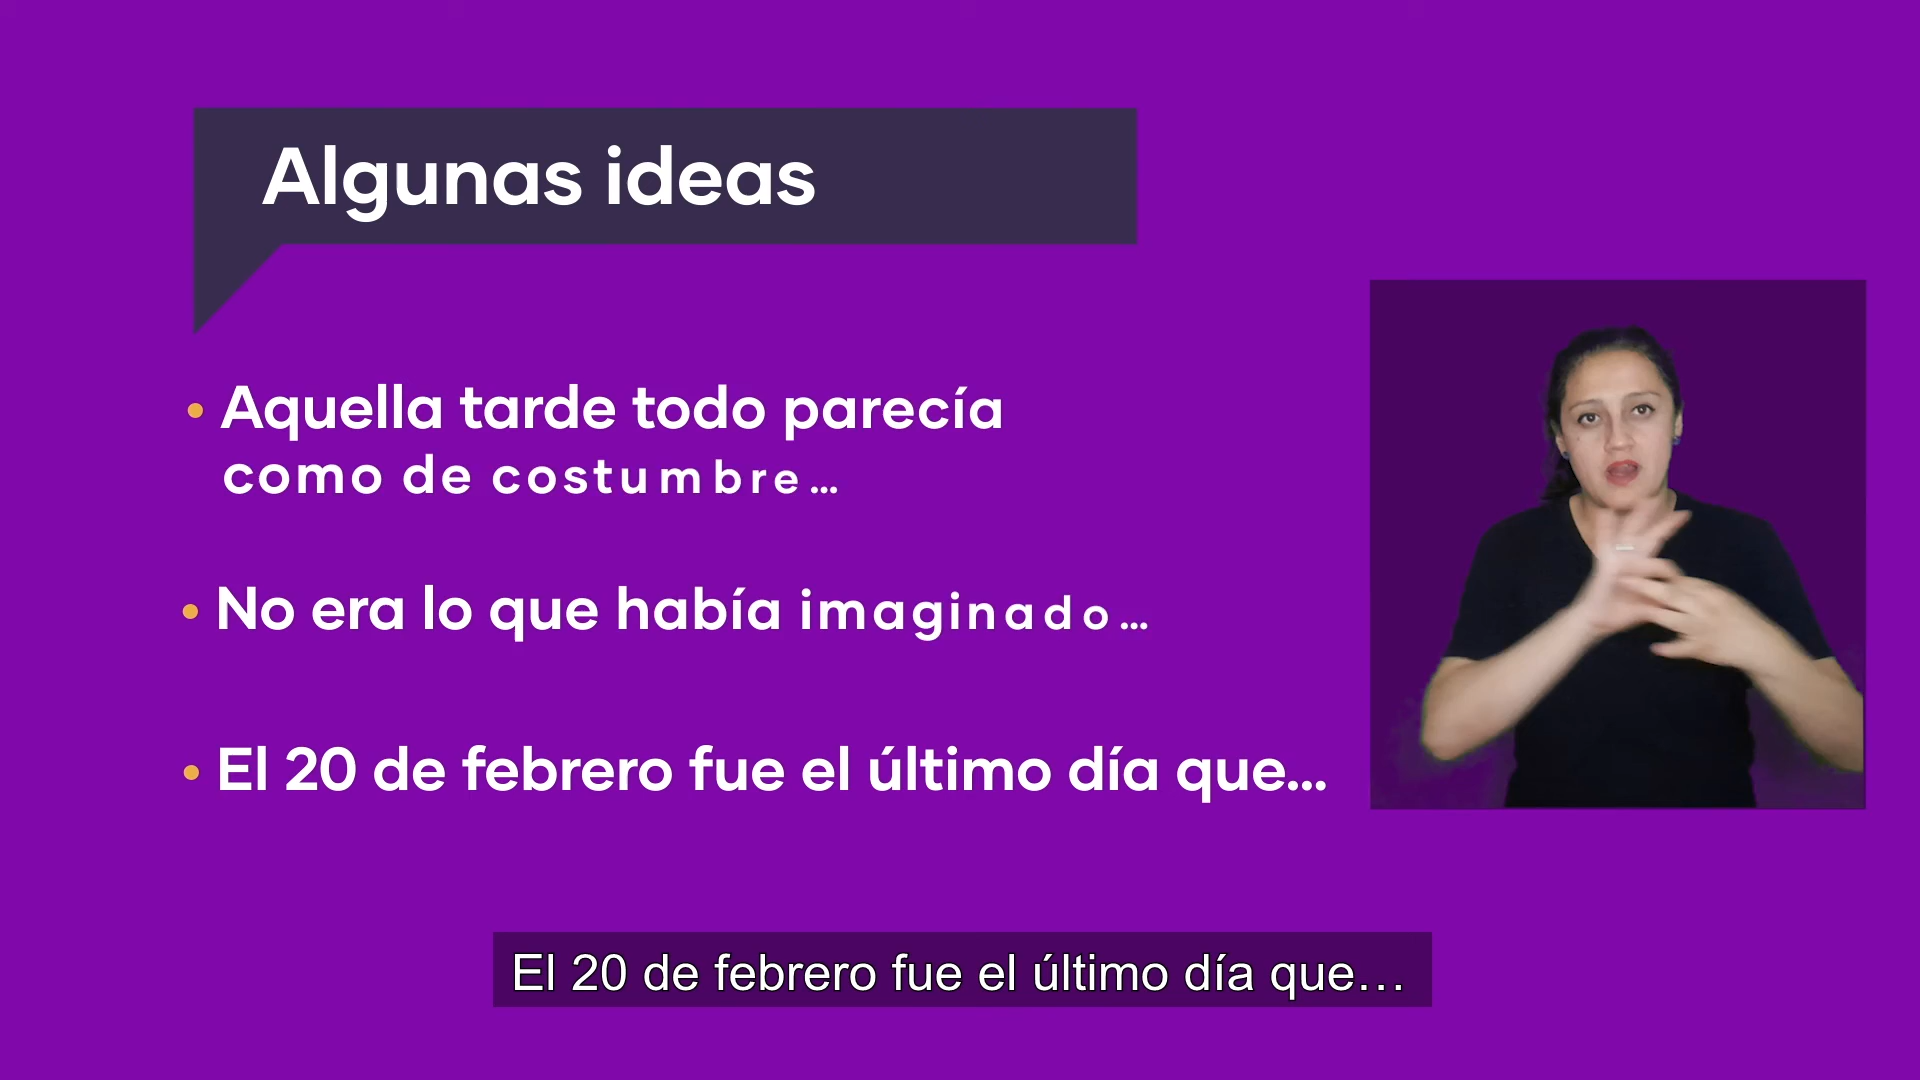 Algunas ideas
• Aquella tarde todo parecía
como de costumbre...
• No era lo que había imaginado...
• El 20 de febrero fue el último día que...
El 20 de febrero fue el último día que...